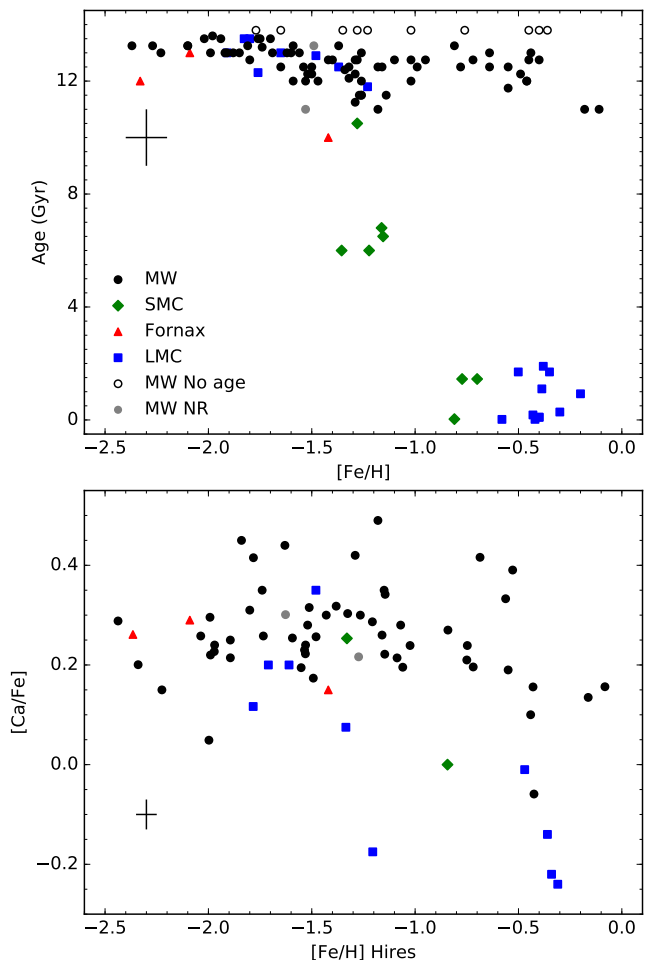 12
8
4
0
Age (Gyr)
MW
SMC
Fornax
LMC
MW No age
MW NR
−2.5 −2.0 −1.5 −1.0 −0.5 0.0
[Fe/H]
0.4
0.2
0.0
−0.2
[Ca/Fe]
−2.5 −2.0 −1.5 −1.0 −0.5 0.0
[Fe/H] Hires